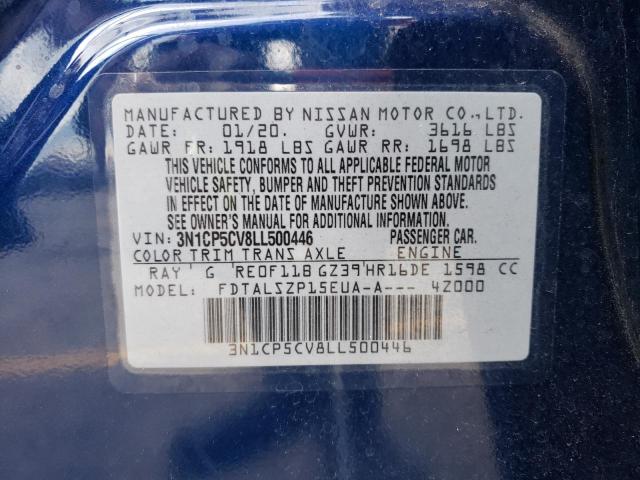 MANUFACTURED BY NISSAN MOTOR CO., LTD.
DATE: 01/20. GVWR: 3616 LBS
GAWR FR: 1918 LBS GAWR RR: 1698 LBS
THIS VEHICLE CONFORMS TO ALL APPLICABLE FEDERAL MOTOR
VEHICLE SAFETY, BUMPER AND THEFT PREVENTION STANDARDS
IN EFFECT ON THE DATE OF MANUFACTURE SHOWN ABOVE.
SEE OWNER'S MANUAL FOR ADDITIONAL INFORMATION.
VIN: 3N1CP5CV8LL500446 PASSENGER CAR.
COLOR TRIM TRANS AXLE ENGINE
RAY G RE0F11B GZ39 HR16DE 1598 CC
MODEL: FDTALSZP15EUA-A--- 4Z000
3N1CP5CV8LL500446